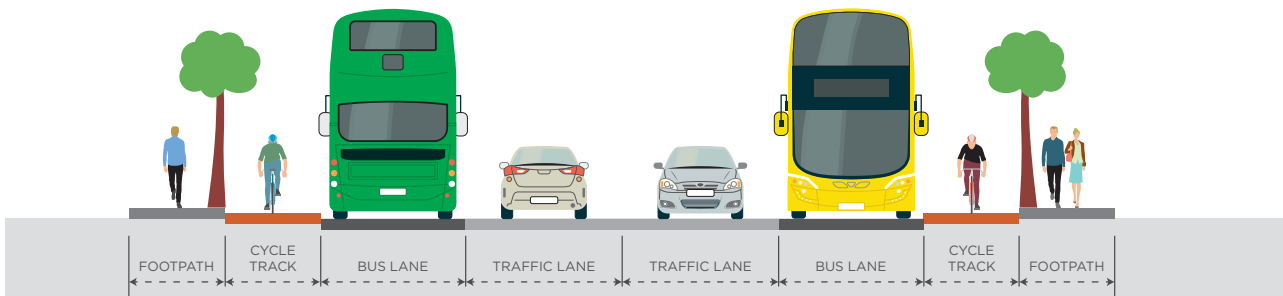 FOOTPATH
CYCLE
TRACK
BUS LANE
TRAFFIC LANE
TRAFFIC LANE
BUS LANE
CYCLE
TRACK
FOOTPATH